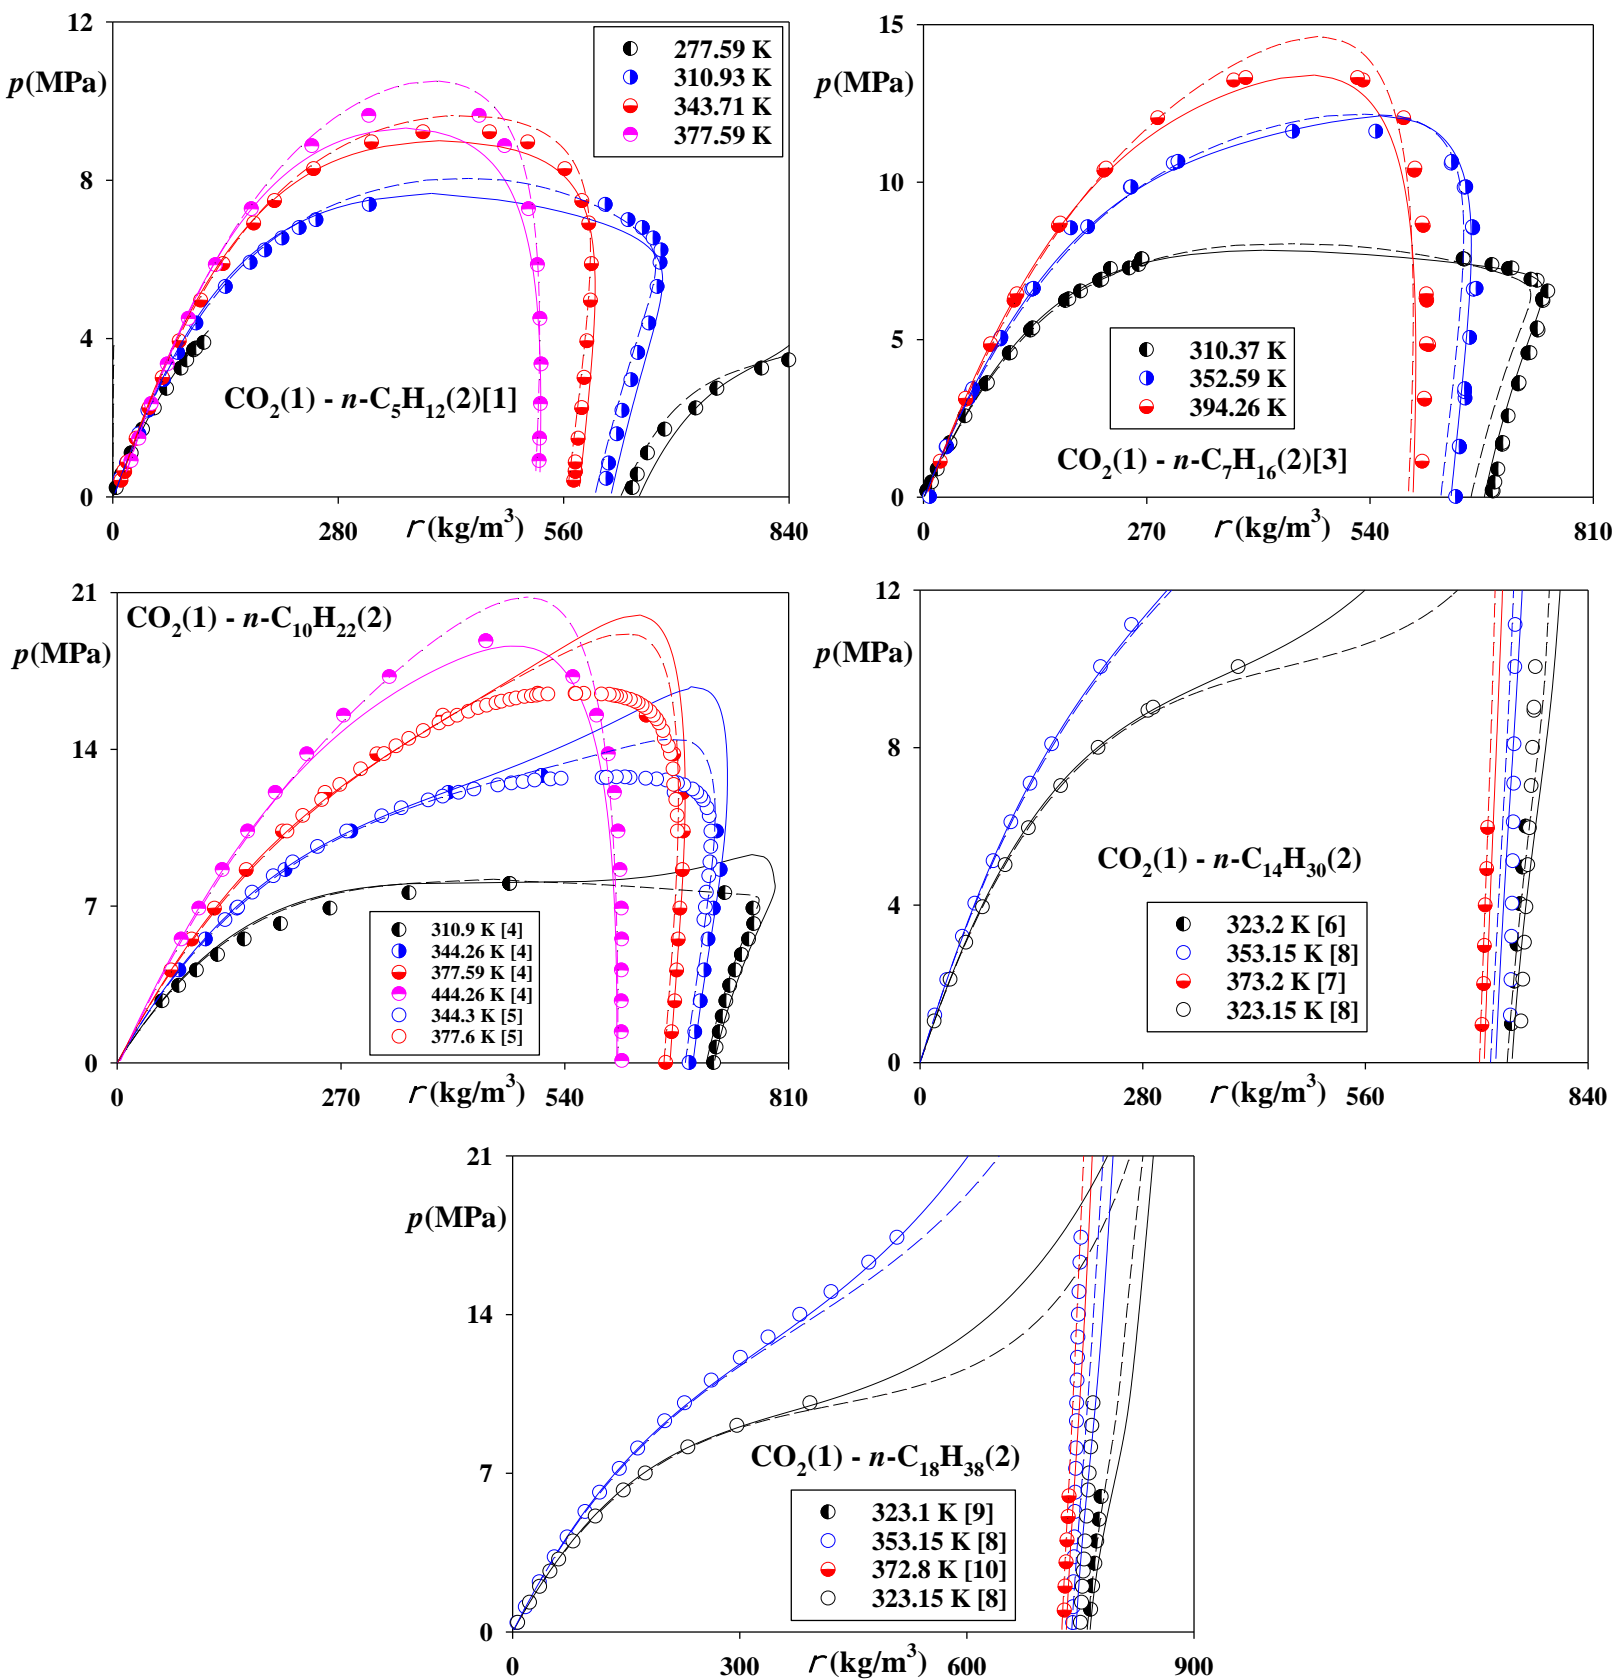 12
p(MPa)
8
4
0
277.59 K
310.93 K
343.71 K
377.59 K
CO2(1) - n-C5H12(2)[1]
0 280 560 840
r(kg/m3)
15
p(MPa)
10
5
0
310.37 K
352.59 K
394.26 K
CO2(1) - n-C7H16(2)[3]
0 270 540 810
r(kg/m3)
21
CO2(1) - n-C10H22(2)
p(MPa)
14
7
0
310.9 K [4]
344.26 K [4]
377.59 K [4]
444.26 K [4]
344.3 K [5]
377.6 K [5]
0 270 540 810
r(kg/m3)
12
p(MPa)
8
4
0
CO2(1) - n-C14H30(2)
323.2 K [6]
353.15 K [8]
373.2 K [7]
323.15 K [8]
0 280 560 840
r(kg/m3)
21
p(MPa)
14
7
0
CO2(1) - n-C18H38(2)
323.1 K [9]
353.15 K [8]
372.8 K [10]
323.15 K [8]
0 300 600 900
r(kg/m3)